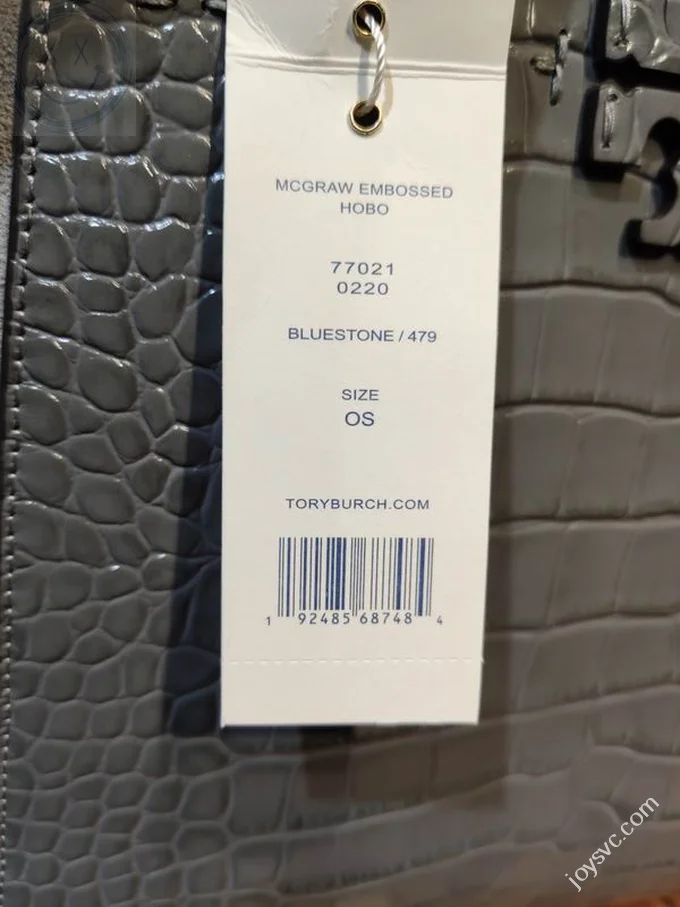 MCGRAW EMBOSSED
HOBO
77021
0220
BLUESTONE / 479
SIZE
OS
TORYBURCH.COM
1 92485 68748 4
joysvc.com